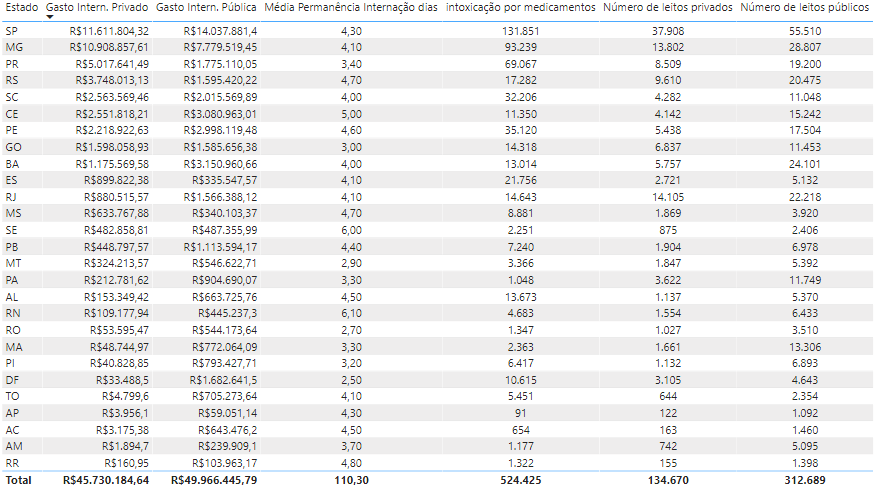 Estado Gasto Intern. Privado Gasto Intern. Pública Média Permanência Internação dias intoxicação por medicamentos Número de leitos privados Número de leitos públicos
SP R$11.611.804,32 R$14.037.881,4 4,30 131.851 37.908 55.510
MG R$10.908.857,61 R$7.779.519,45 4,10 93.239 13.802 28.807
PR R$5.017.641,49 R$1.775.110,05 3,40 69.067 8.509 19.200
RS R$3.748.013,13 R$1.595.420,22 4,70 17.282 9.610 20.475
SC R$2.563.569,46 R$2.015.569,89 4,00 32.206 4.282 11.048
CE R$2.551.818,21 R$3.080.963,01 5,00 11.350 4.142 15.242
PE R$2.218.922,63 R$2.998.119,48 4,60 35.120 5.438 17.504
GO R$1.598.058,93 R$1.585.656,38 3,00 14.318 6.837 11.453
BA R$1.175.569,58 R$3.150.960,66 4,00 13.014 5.757 24.101
ES R$899.822,38 R$335.547,57 4,10 21.756 2.721 5.132
RJ R$880.515,57 R$1.566.388,12 4,10 14.643 14.105 22.218
MS R$633.767,88 R$340.103,37 4,70 8.881 1.869 3.920
SE R$482.858,81 R$487.355,99 6,00 2.251 875 2.406
PB R$448.797,57 R$1.113.594,17 4,40 7.240 1.904 6.978
MT R$324.213,57 R$546.622,71 2,90 3.366 1.847 5.392
PA R$212.781,62 R$904.690,07 3,30 1.048 3.622 11.749
AL R$153.349,42 R$663.725,76 4,50 13.673 1.137 5.370
RN R$109.177,94 R$445.237,3 6,10 4.683 1.554 6.433
RO R$53.595,47 R$544.173,64 2,70 1.347 1.027 3.510
MA R$48.744,97 R$772.064,09 3,30 2.363 1.661 13.306
PI R$40.828,85 R$793.427,71 3,20 6.417 1.132 6.893
DF R$33.488,5 R$1.682.641,5 2,50 10.615 3.105 4.643
TO R$4.799,6 R$705.273,64 4,10 5.451 644 2.354
AP R$3.956,1 R$59.051,14 4,30 91 122 1.092
AC R$3.175,38 R$643.476,2 4,50 654 163 1.460
AM R$1.894,7 R$239.909,1 3,70 1.177 742 5.095
RR R$160,95 R$103.963,17 4,80 1.322 155 1.398
Total R$45.730.184,64 R$49.966.445,79 110,30 524.425 134.670 312.689